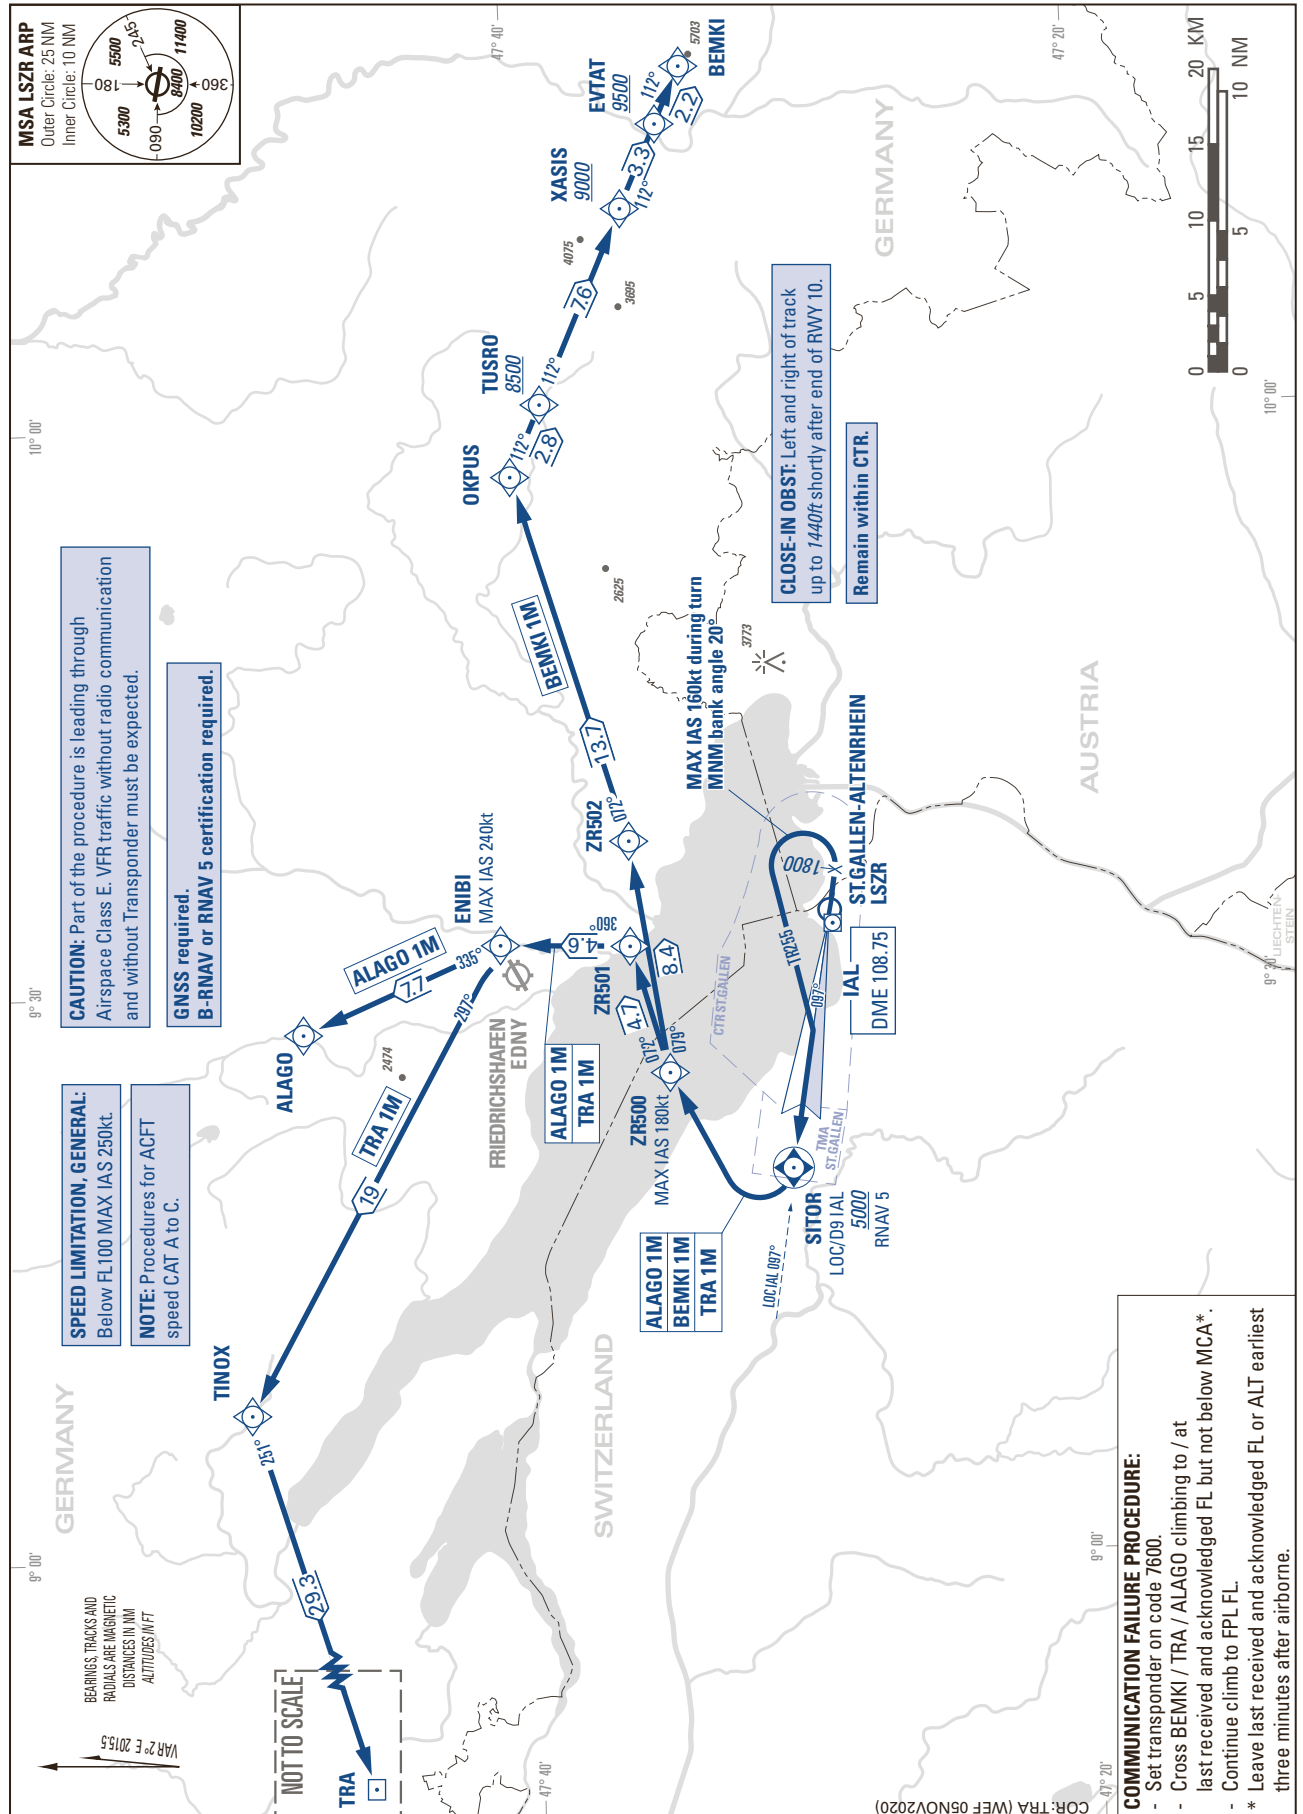 MSA LSZR ARP
Outer Circle: 25 NM
Inner Circle: 10 NM
5300
5500
245
180
8400
11400
090
10200
360
BEARINGS, TRACKS AND
RADIALS ARE MAGNETIC
DISTANCES IN NM
ALTITUDES IN FT
VAR 2° E 2015.5
9° 00'
9° 30'
10° 00'
GERMANY
SPEED LIMITATION, GENERAL:
Below FL100 MAX IAS 250kt.
NOTE: Procedures for ACFT
speed CAT A to C.
CAUTION: Part of the procedure is leading through
Airspace Class E. VFR traffic without radio communication
and without Transponder must be expected.
GNSS required.
B-RNAV or RNAV 5 certification required.
NOT TO SCALE
TRA
29.3
251°
TINOX
19
TRA 1M
297°
2474
ALAGO
7.7
ALAGO 1M
335°
ENIBI
MAX IAS 240kt
FRIEDRICHSHAFEN
EDNY
4.6
360°
ALAGO 1M
TRA 1M
ZR501
4.7
072°
079°
8.4
ZR500
MAX IAS 180kt
ZR502
072°
13.7
BEMKI 1M
OKPUS
112°
2.8
TUSRO
8500
112°
7.6
4075
3695
2625
XASIS
9000
112°
3.3
EVTAT
9500
112°
2.2
BEMKI
5703
47° 40'
47° 40'
47° 20'
47° 20'
ALAGO 1M
BEMKI 1M
TRA 1M
SITOR
LOC/D9 IAL
5000
RNAV 5
LOC IAL 097°
TMA
ST.GALLEN
CTR ST.GALLEN
TR255
097°
IAL
DME 108.75
1800
ST.GALLEN-ALTENRHEIN
LSZR
MAX IAS 160kt during turn
MNM bank angle 20°
3773
CLOSE-IN OBST: Left and right of track
up to 1440ft shortly after end of RWY 10.
Remain within CTR.
SWITZERLAND
AUSTRIA
GERMANY
LIECHTEN-
STEIN
9° 00'
9° 30'
10° 00'
0 5 10 15 20 KM
0 5 10 NM
COMMUNICATION FAILURE PROCEDURE:
- Set transponder on code 7600.
- Cross BEMKI / TRA / ALAGO climbing to / at
last received and acknowledged FL but not below MCA*.
- Continue climb to FPL FL.
* Leave last received and acknowledged FL or ALT earliest
three minutes after airborne.
COR: TRA (WEF 05NOV2020)